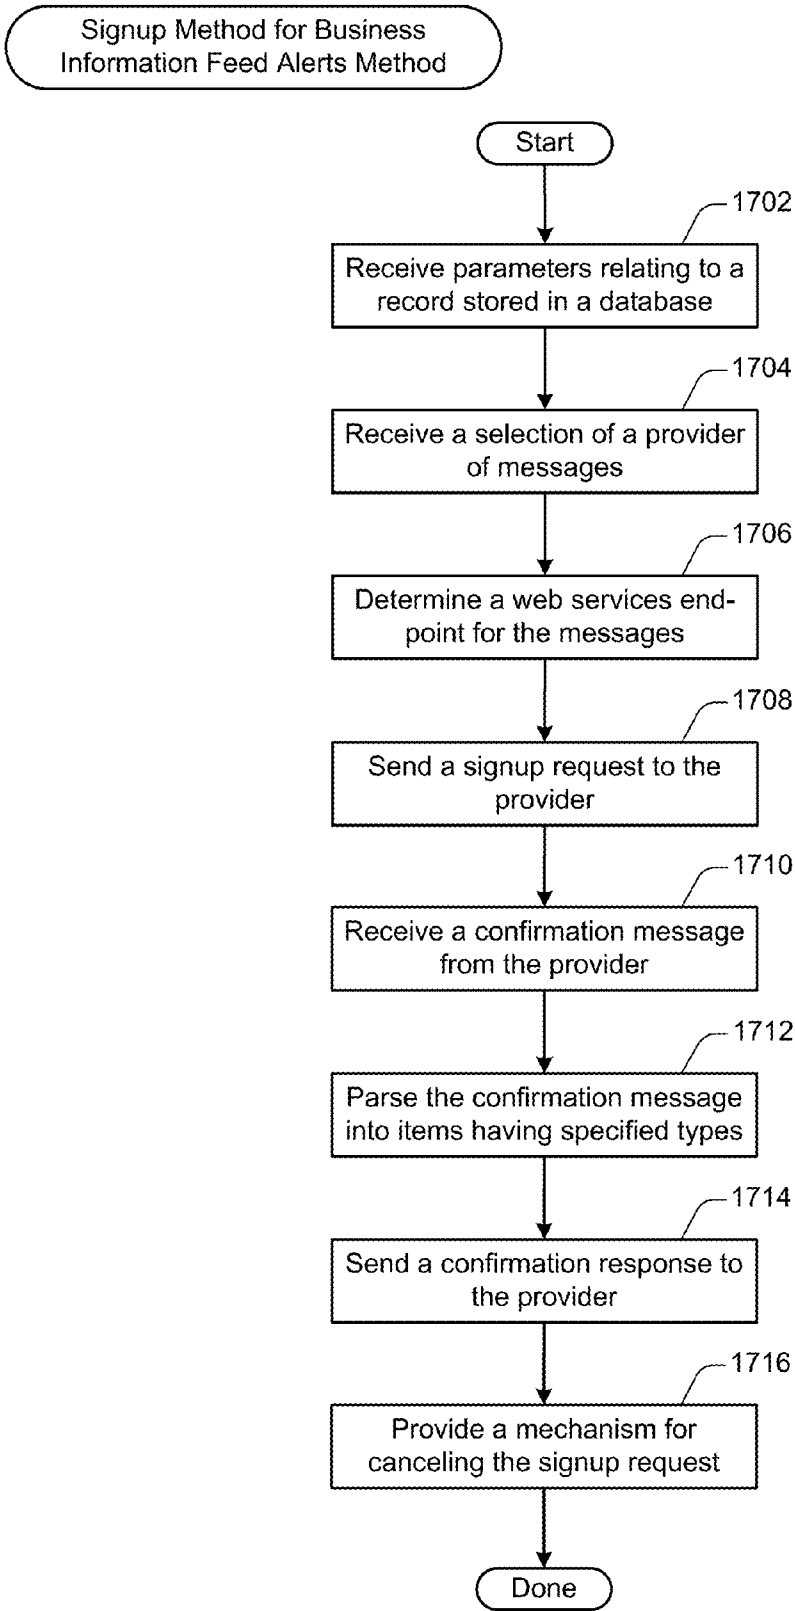 Signup Method for Business
Information Feed Alerts Method
Start
1702
Receive parameters relating to a
record stored in a database
1704
Receive a selection of a provider
of messages
1706
Determine a web services end-
point for the messages
1708
Send a signup request to the
provider
1710
Receive a confirmation message
from the provider
1712
Parse the confirmation message
into items having specified types
1714
Send a confirmation response to
the provider
1716
Provide a mechanism for
canceling the signup request
Done